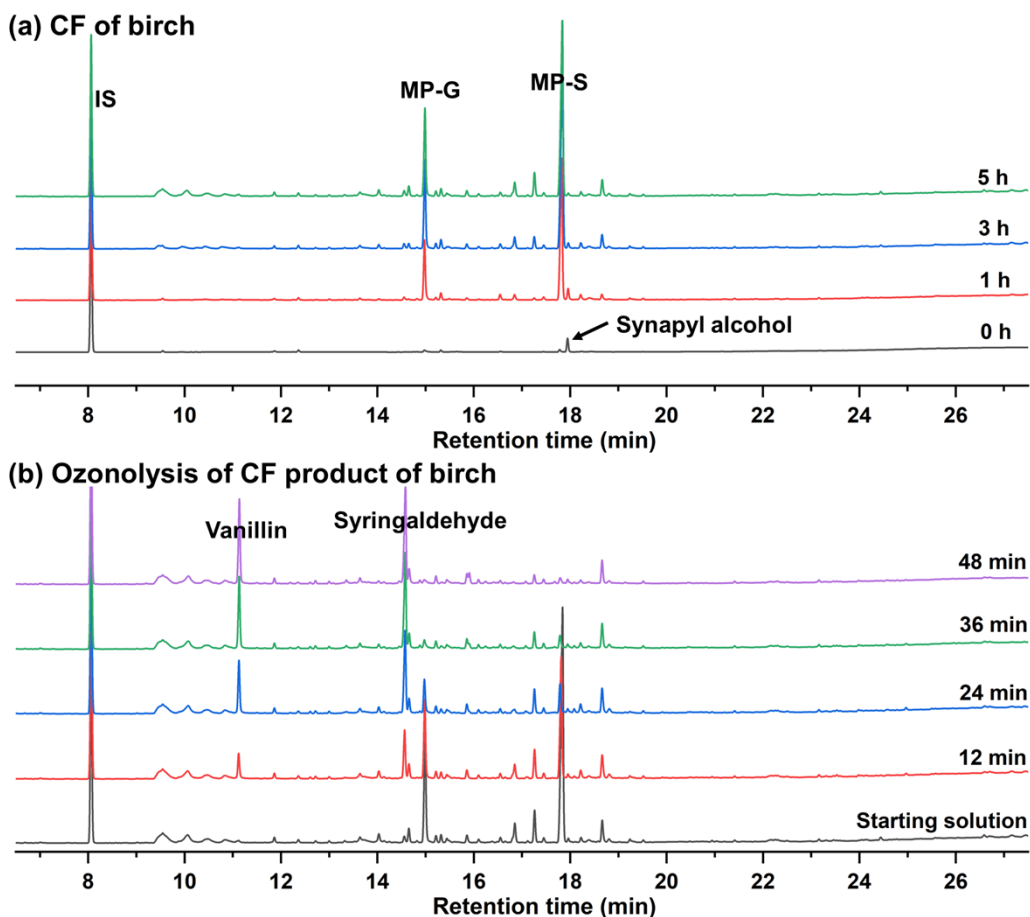 (a) CF of birch
IS
MP-G
MP-S
5 h
3 h
1 h
Synapyl alcohol
0 h
8 10 12 14 16 18 20 22 24 26
Retention time (min)
(b) Ozonolysis of CF product of birch
Vanillin
Syringaldehyde
48 min
36 min
24 min
12 min
Starting solution
8 10 12 14 16 18 20 22 24 26
Retention time (min)